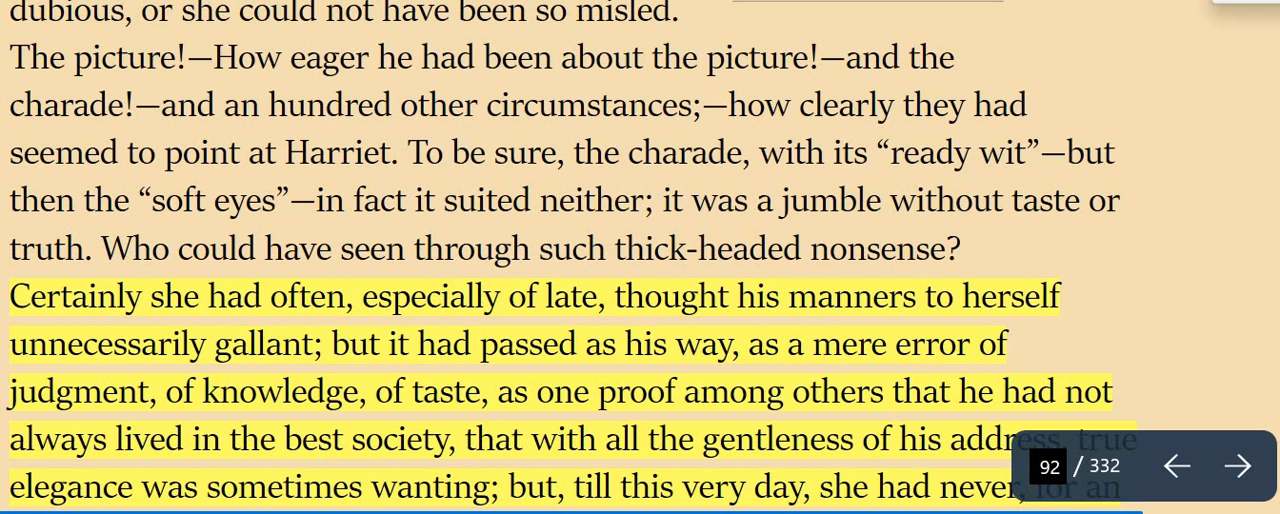 dubious, or she could not have been so misled.
The picture!—How eager he had been about the picture!—and the
charade!—and an hundred other circumstances;—how clearly they had
seemed to point at Harriet. To be sure, the charade, with its “ready wit”—but
then the “soft eyes”—in fact it suited neither; it was a jumble without taste or
truth. Who could have seen through such thick-headed nonsense?
Certainly she had often, especially of late, thought his manners to herself
unnecessarily gallant; but it had passed as his way, as a mere error of
judgment, of knowledge, of taste, as one proof among others that he had not
always lived in the best society, that with all the gentleness of his address, true
elegance was sometimes wanting; but, till this very day, she had never, for an
92 / 332